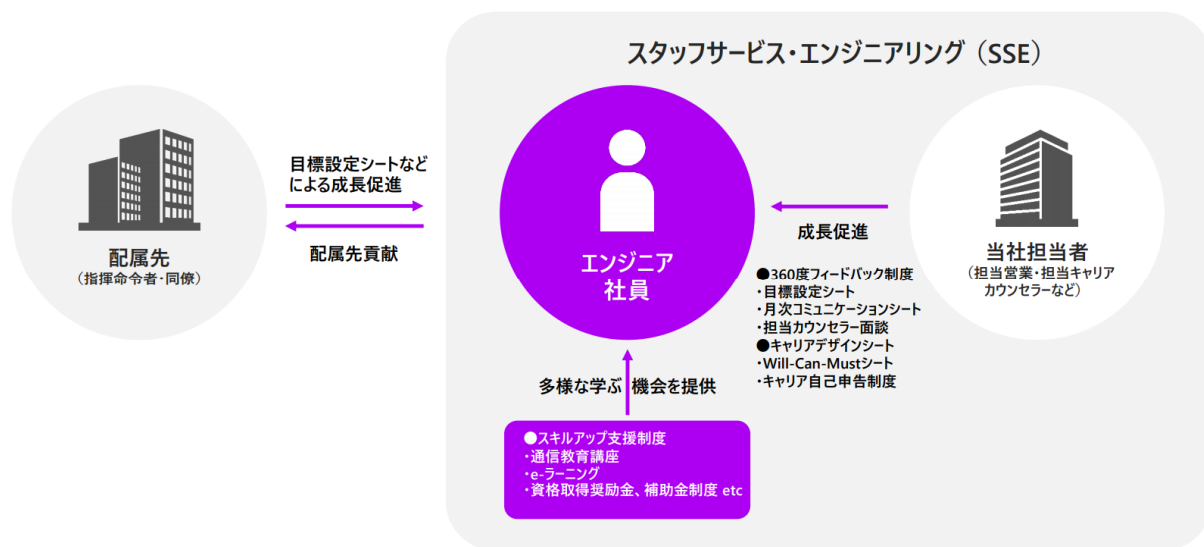 スタッフサービス・エンジニアリング（SSE）
配属先
（指揮命令者・同僚）
目標設定シートなど
による成長促進
配属先貢献
エンジニア
社員
成長促進
●360度フィードバック制度
・目標設定シート
・月次コミュニケーションシート
・担当カウンセラー面談
●キャリアデザインシート
・Will-Can-Mustシート
・キャリア自己申告制度
当社担当者
（担当営業・担当キャリア
カウンセラーなど）
多様な学ぶ 機会を提供
●スキルアップ支援制度
・通信教育講座
・e-ラーニング
・資格取得奨励金、補助金制度 etc